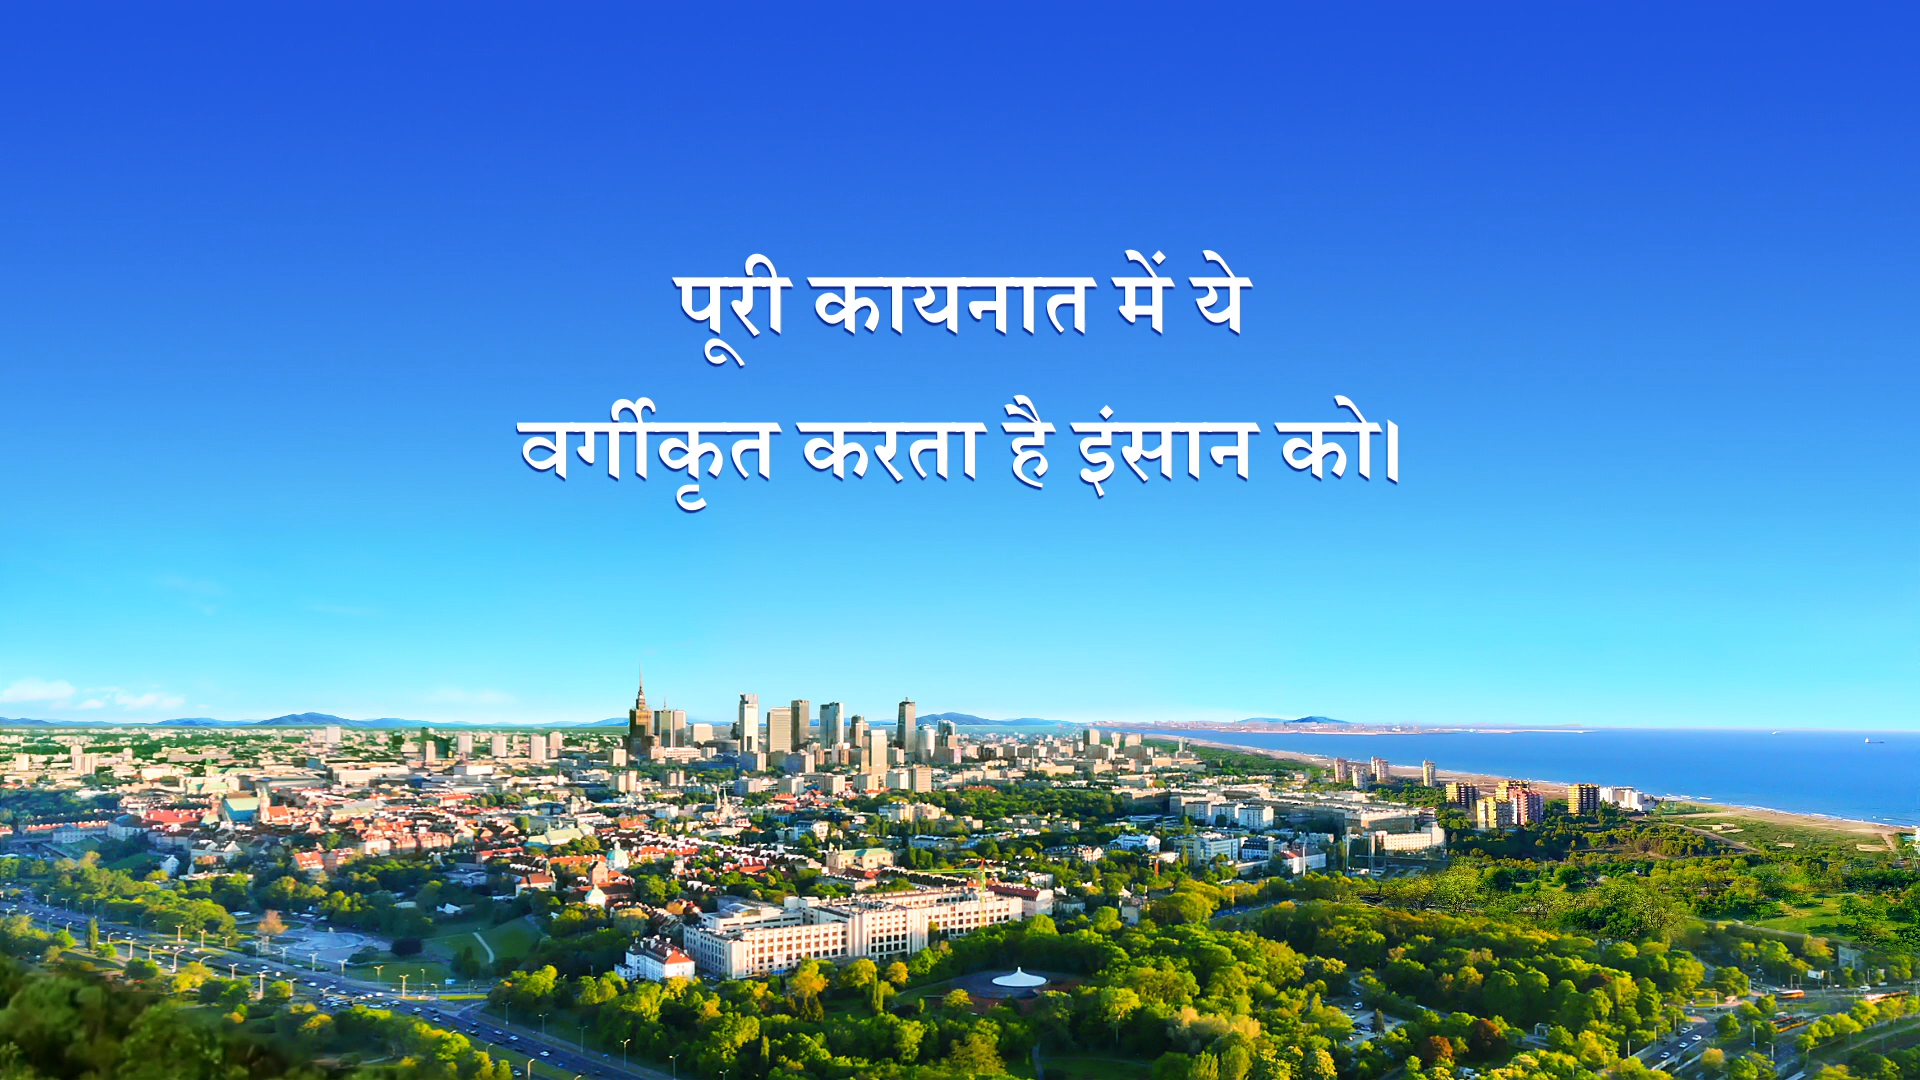 पूरी कायनात में ये
वर्गीकृत करता है इंसान को।